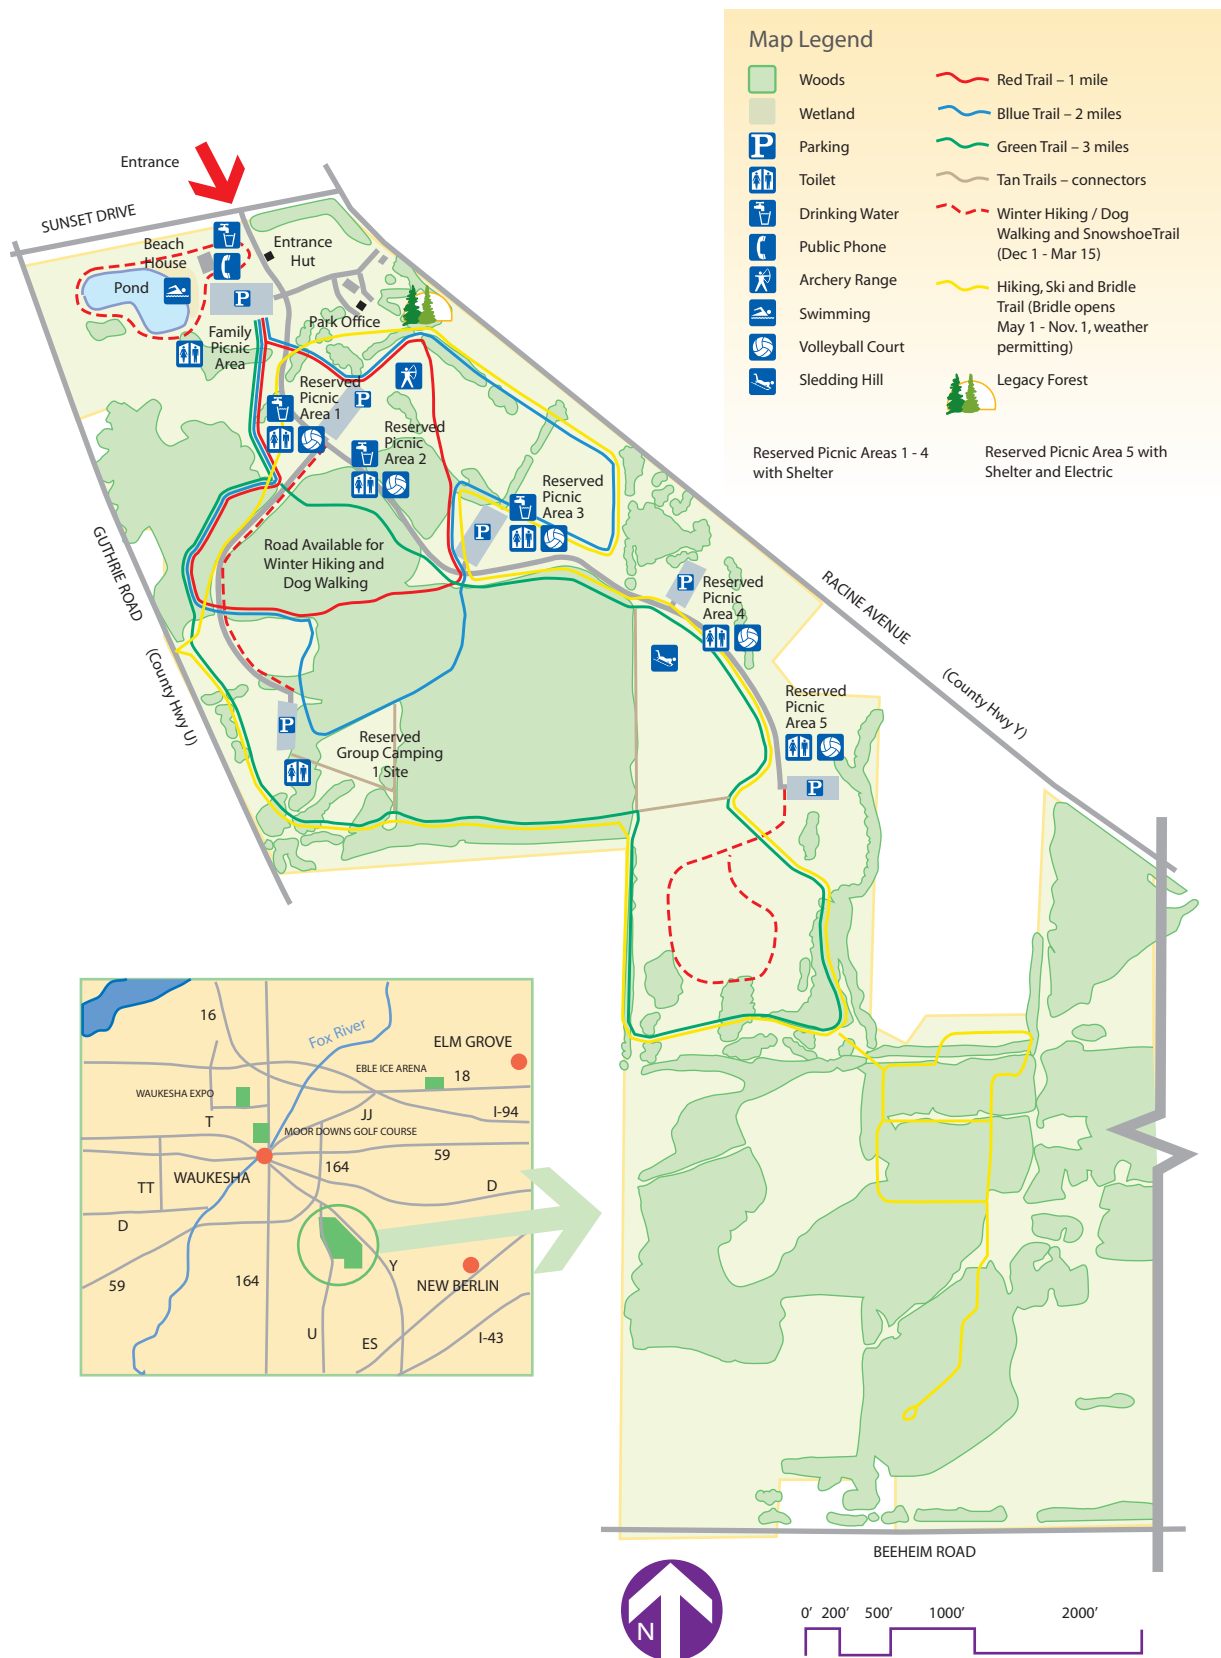 Map Legend
Woods
Wetland
P
Parking
Toilet
Drinking Water
Public Phone
Archery Range
Swimming
Volleyball Court
Sledding Hill
Red Trail – 1 mile
Bllue Trail – 2 miles
Green Trail – 3 miles
Tan Trails – connectors
Winter Hiking / Dog
Walking and SnowshoeTrail
(Dec 1 - Mar 15)
Hiking, Ski and Bridle
Trail (Bridle opens
May 1 - Nov. 1, weather
permitting)
Legacy Forest
Reserved Picnic Areas 1 - 4
with Shelter
Reserved Picnic Area 5 with
Shelter and Electric
Entrance
SUNSET DRIVE
Beach
House
Entrance
Hut
Pond
P
Park Office
Family
Picnic
Area
Reserved
Picnic
Area 1
P
Reserved
Picnic
Area 2
Reserved
Picnic
Area 3
P
Road Available for
Winter Hiking and
Dog Walking
GUTHRIE ROAD
(County Hwy U)
RACINE AVENUE
(County Hwy Y)
P
Reserved
Picnic
Area 4
Reserved
Picnic
Area 5
P
P
Reserved
Group Camping
1 Site
16
Fox River
ELM GROVE
EBLE ICE ARENA
18
WAUKESHA EXPO
JJ
I-94
T
MOOR DOWNS GOLF COURSE
59
WAUKESHA
164
TT
D
D
59
164
Y
NEW BERLIN
U
ES
I-43
BEEHEIM ROAD
N
0' 200' 500' 1000' 2000'